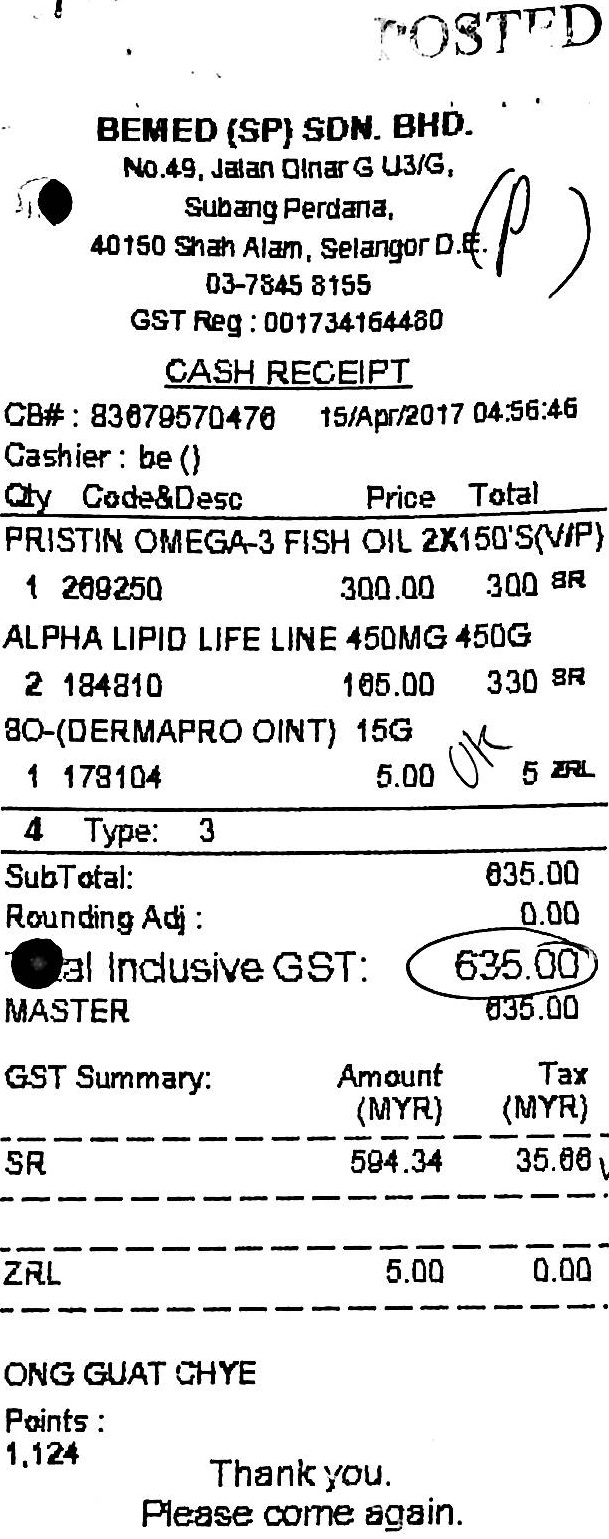 POSTED
BEMED (SP) SDN. BHD.
No.49, Jalan Dinar G U3/G,
Subang Perdana,
40150 Shah Alam, Selangor D.E.
(P)
03-7845 8155
GST Reg : 001734164480
CASH RECEIPT
CB# : 83679570476 15/Apr/2017 04:56:46
Cashier : be ()
Qty Code&Desc Price Total
PRISTIN OMEGA-3 FISH OIL 2X150'S(V/P)
1 269250 300.00 300 SR
ALPHA LIPID LIFE LINE 450MG 450G
2 184810 165.00 330 SR
80-(DERMAPRO OINT) 15G
1 178104 5.00 OK 5 ZRL
4 Type: 3
SubTotal: 635.00
Rounding Adj : 0.00
al Inclusive GST: 635.00
MASTER 635.00
GST Summary: Amount Tax
(MYR) (MYR)
SR 594.34 35.66
ZRL 5.00 0.00
ONG GUAT CHYE
Points :
1,124
Thank you.
Please come again.